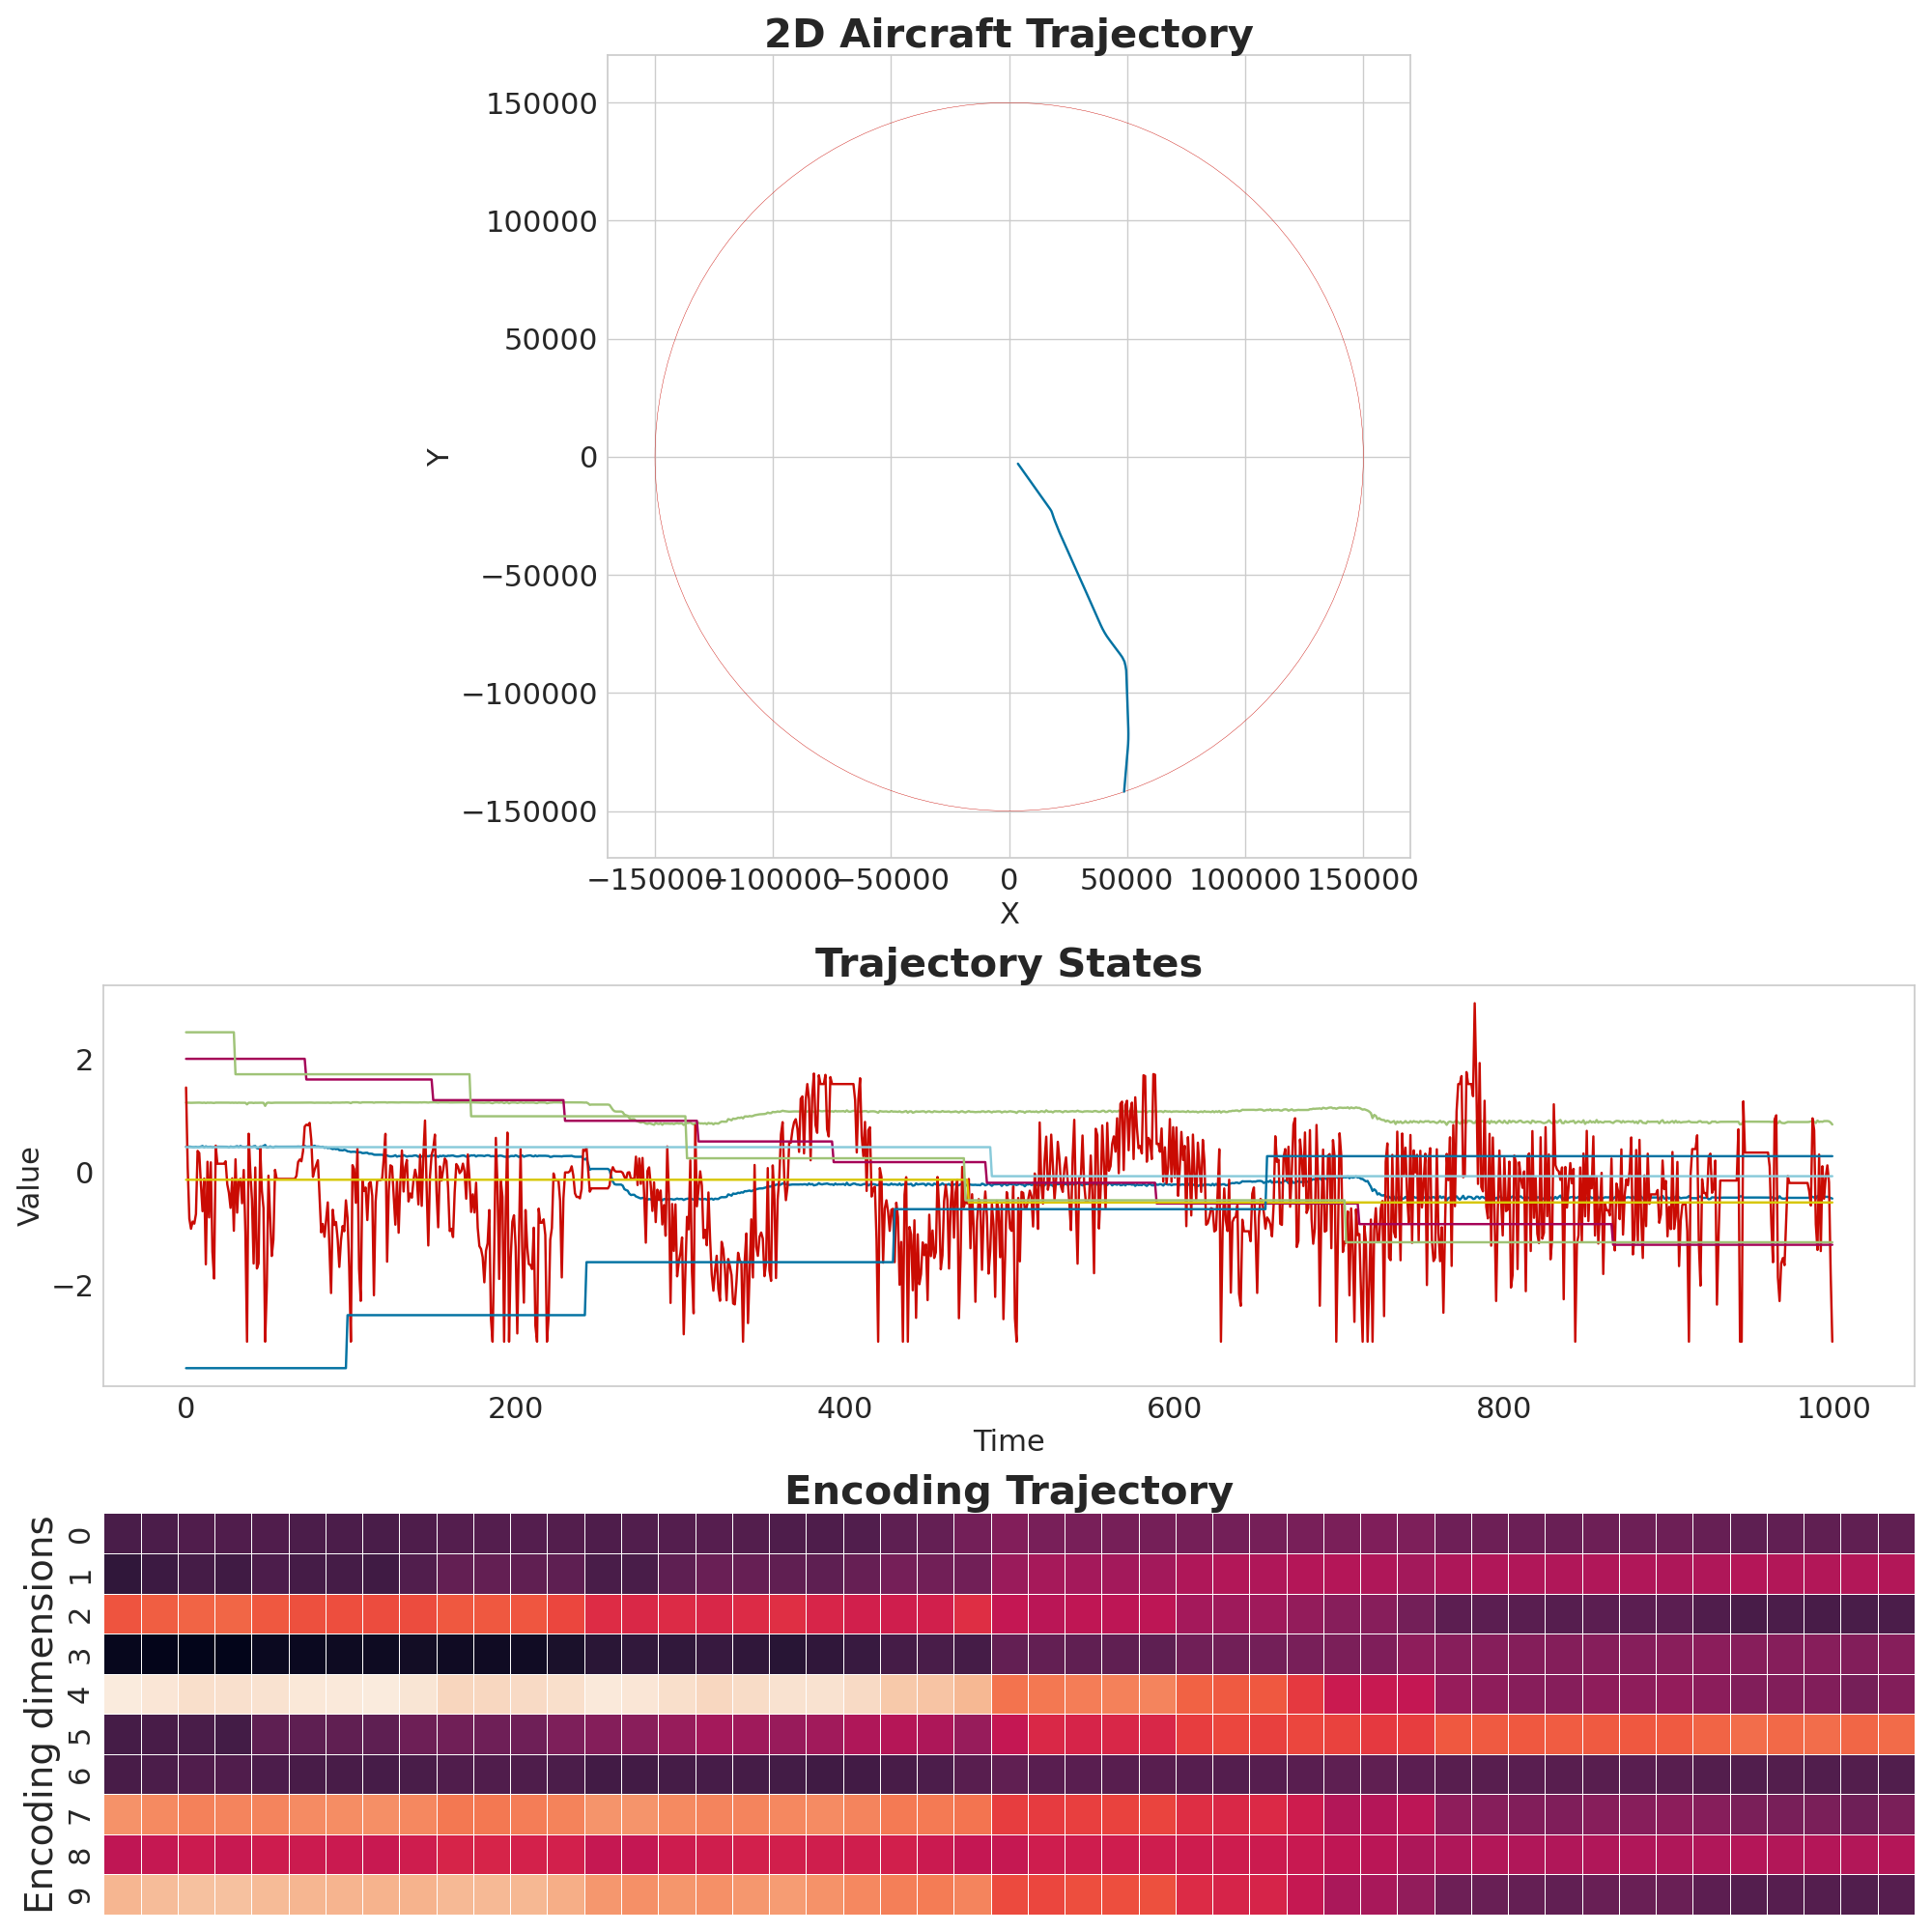 2D Aircraft Trajectory
150000
100000
50000
0
−50000
−100000
−150000
Y
−150000 −100000 −50000 0 50000 100000 150000
X
Trajectory States
2
0
−2
Value
0 200 400 600 800 1000
Time
Encoding Trajectory
0
1
2
3
4
5
6
7
8
9
Encoding dimensions